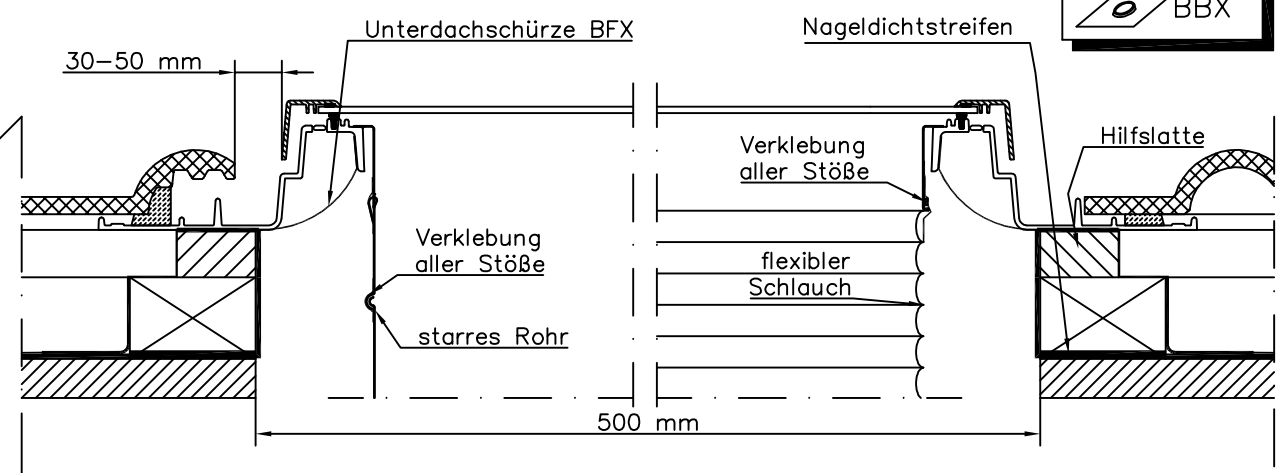 BBX
Unterdachschürze BFX
Nageldichtstreifen
30-50 mm
Verklebung
aller Stöße
Hilfslatte
Verklebung
aller Stöße
flexibler
Schlauch
starres Rohr
500 mm